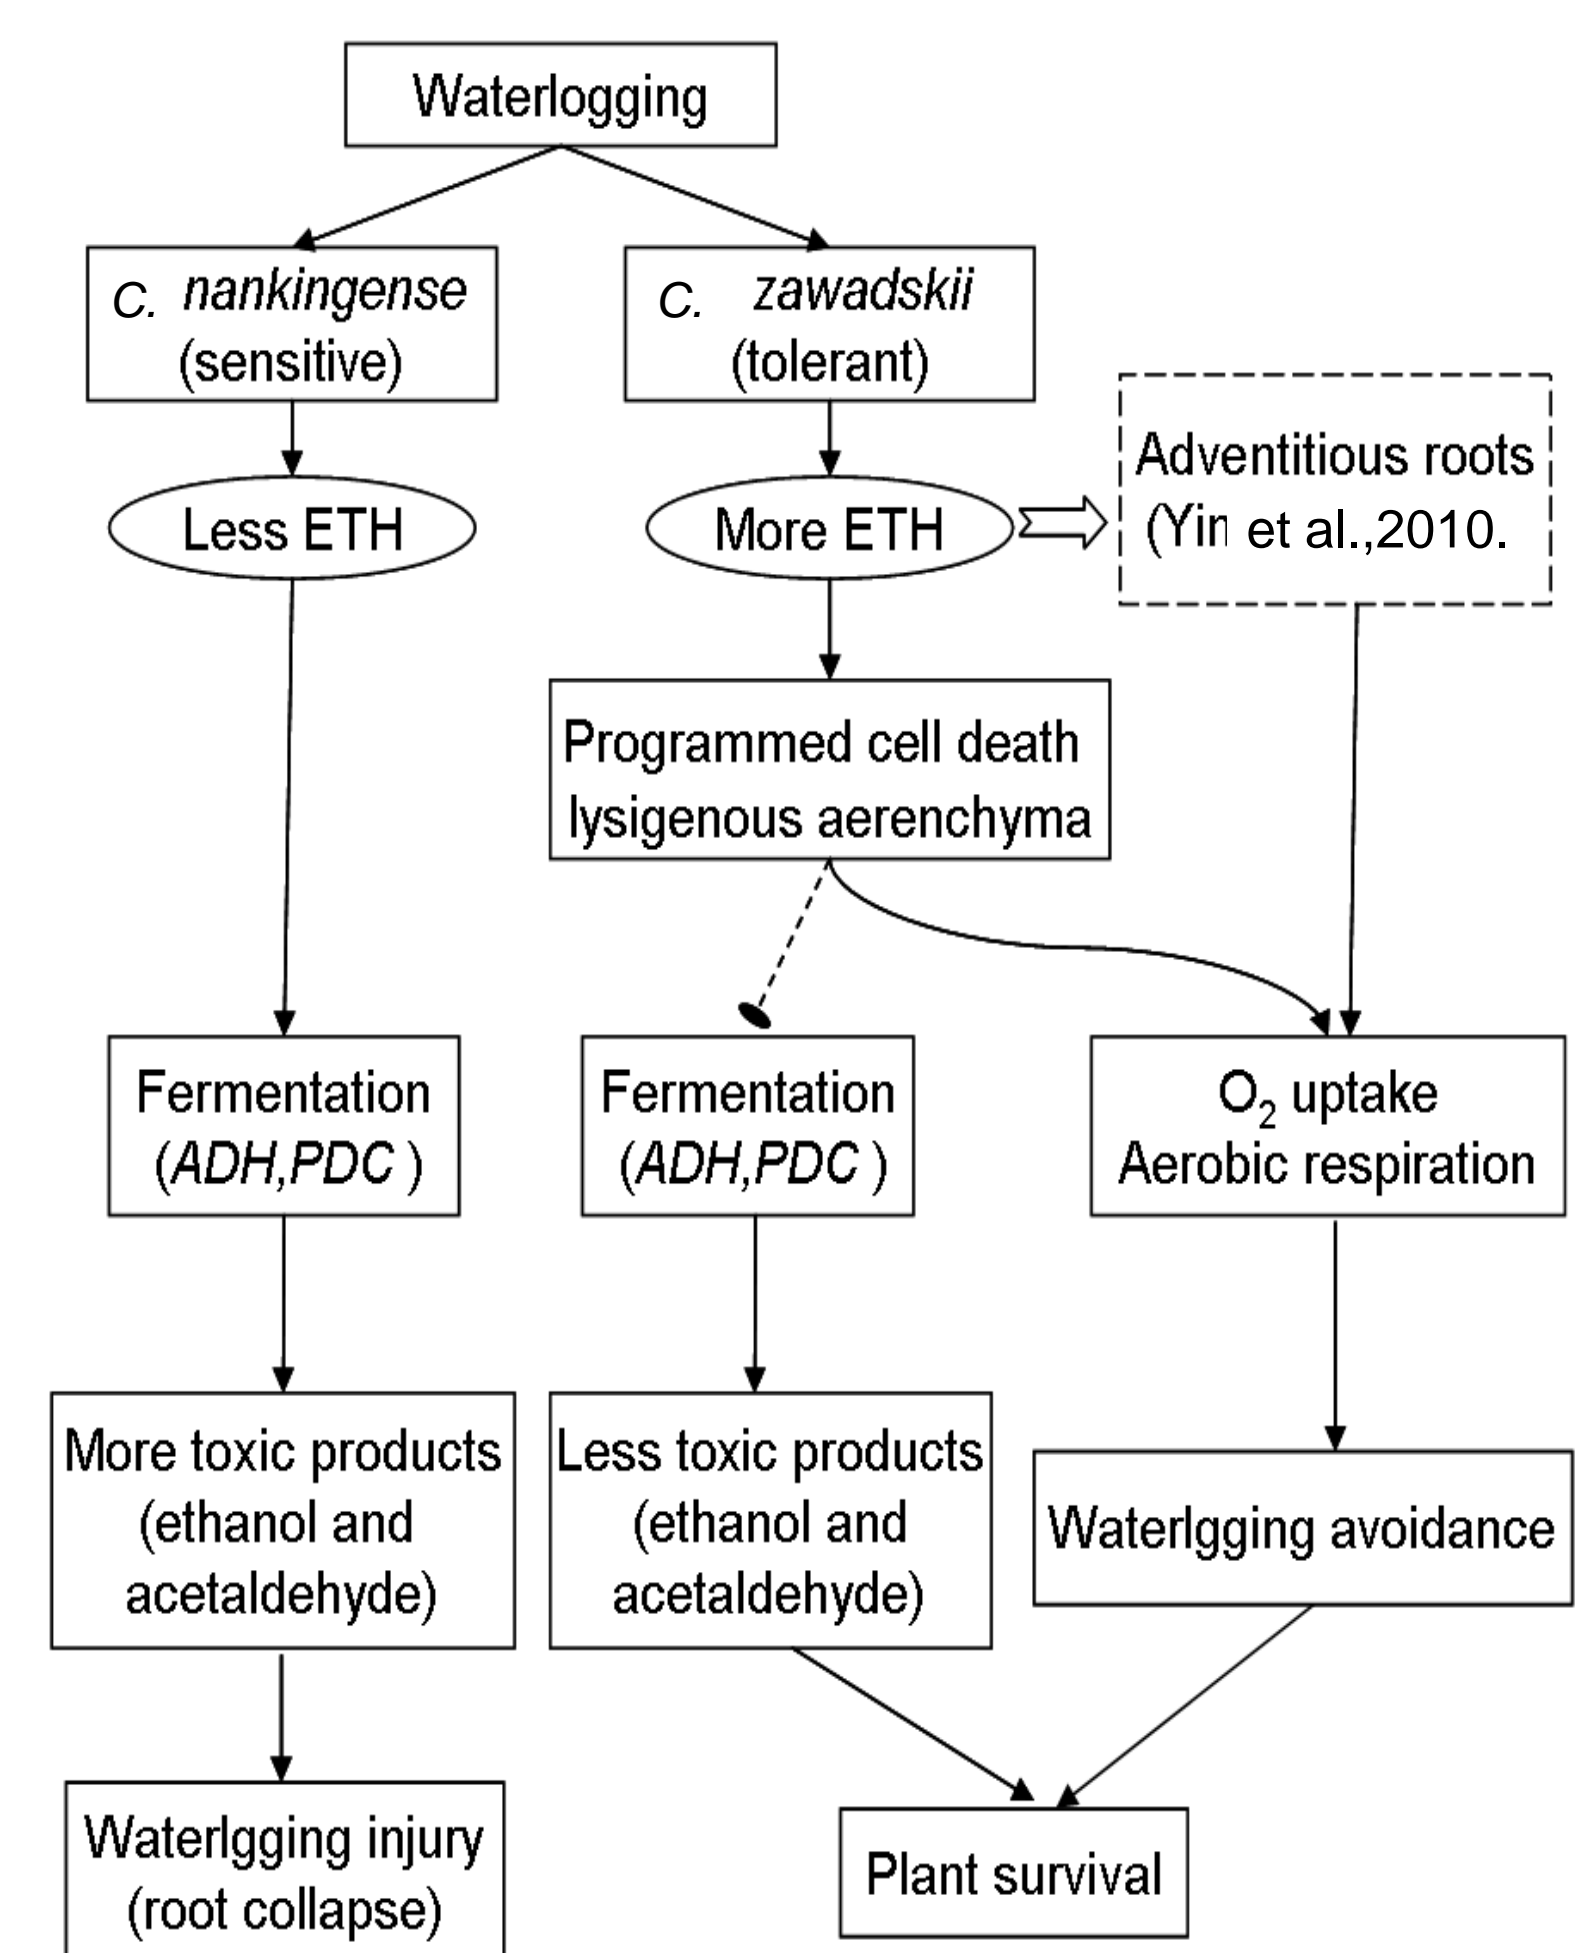 Waterlogging
C. nankingense
(sensitive)
C. zawadskii
(tolerant)
Less ETH
More ETH
Adventitious roots
(Yin et al.,2010.
Programmed cell death
lysigenous aerenchyma
Fermentation
(ADH,PDC )
Fermentation
(ADH,PDC )
O₂ uptake
Aerobic respiration
More toxic products
(ethanol and
acetaldehyde)
Less toxic products
(ethanol and
acetaldehyde)
Waterlgging avoidance
Waterlgging injury
(root collapse)
Plant survival